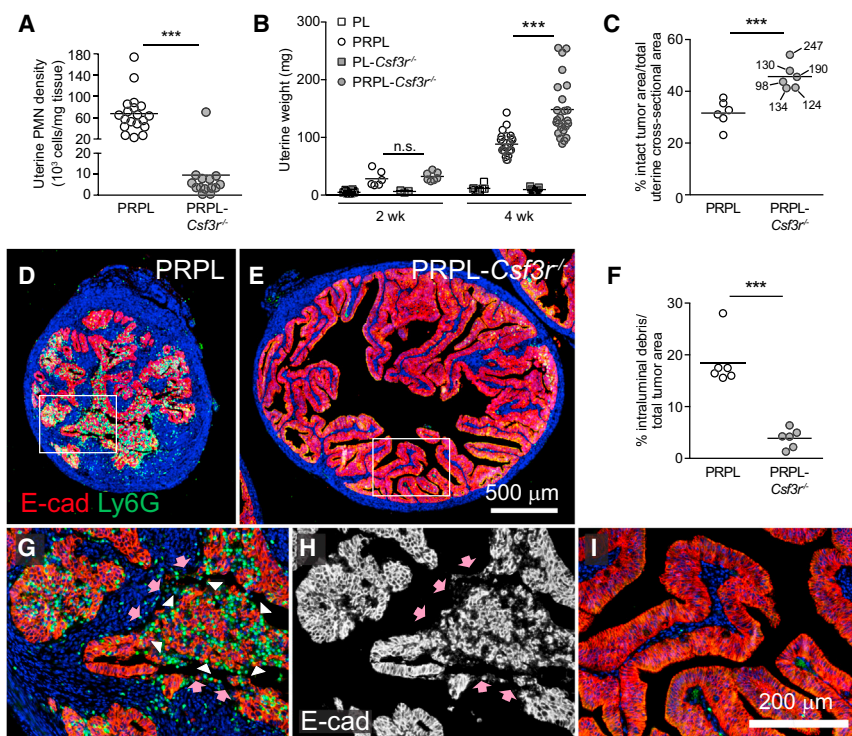 A
***
Uterine PMN density
(10³ cells/mg tissue)
180
140
100
60
20
10
0
PRPL
PRPL-
Csf3r-/-
B
PL
PRPL
PL-Csf3r-/-
PRPL-Csf3r-/-
***
n.s.
Uterine weight (mg)
300
200
100
0
2 wk
4 wk
C
***
% intact tumor area/total
uterine cross-sectional area
60
40
20
0
247
130
190
98
134
124
PRPL
PRPL-
Csf3r-/-
D
PRPL
E-cad Ly6G
E
PRPL-Csf3r-/-
500 μm
F
***
% intraluminal debris/
total tumor area
30
20
10
0
PRPL
PRPL-
Csf3r-/-
G
H
E-cad
I
200 μm